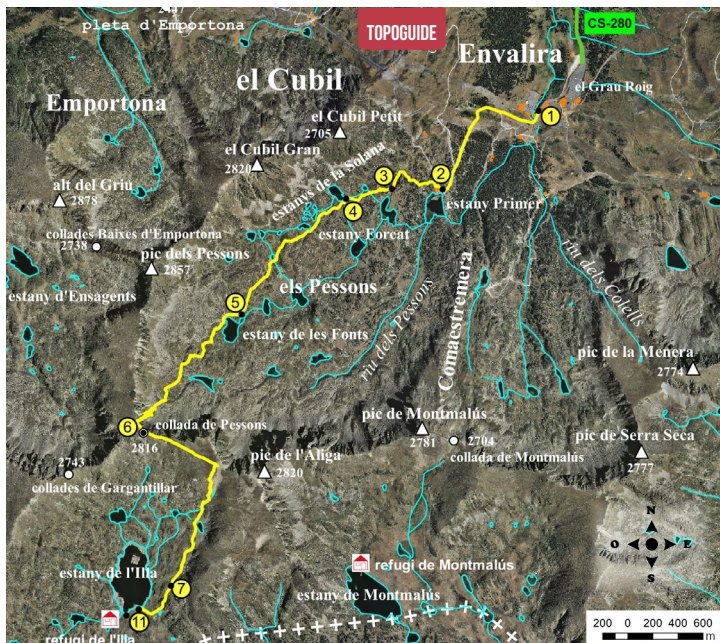 pleta d'Emportona
TOPOGUIDE
CS-280
Envalira
el Cubil
el Grau Roig
Emportona
1
el Cubil Petit
2705
el Cubil Gran
2820
estanys de la Solana
3
2
alt del Griu
2878
estany Primer
4
collades Baixes d'Emportona
2738
estany Forcat
pic dels Pessons
2857
els Pessons
riu dels Cotells
estany d'Ensagents
5
estany de les Fonts
riu dels Pessons
Comaestremera
pic de la Menera
2774
6
collada de Pessons
2816
pic de Montmalús
2781
2704
collada de Montmalús
pic de Serra Seca
2777
2743
collades de Gargantillar
pic de l'Àliga
2820
N
O
E
S
estany de l'Illa
7
refugi de Montmalús
estany de Montmalús
11
refugi de l'Illa
200 0 200 400 600 m